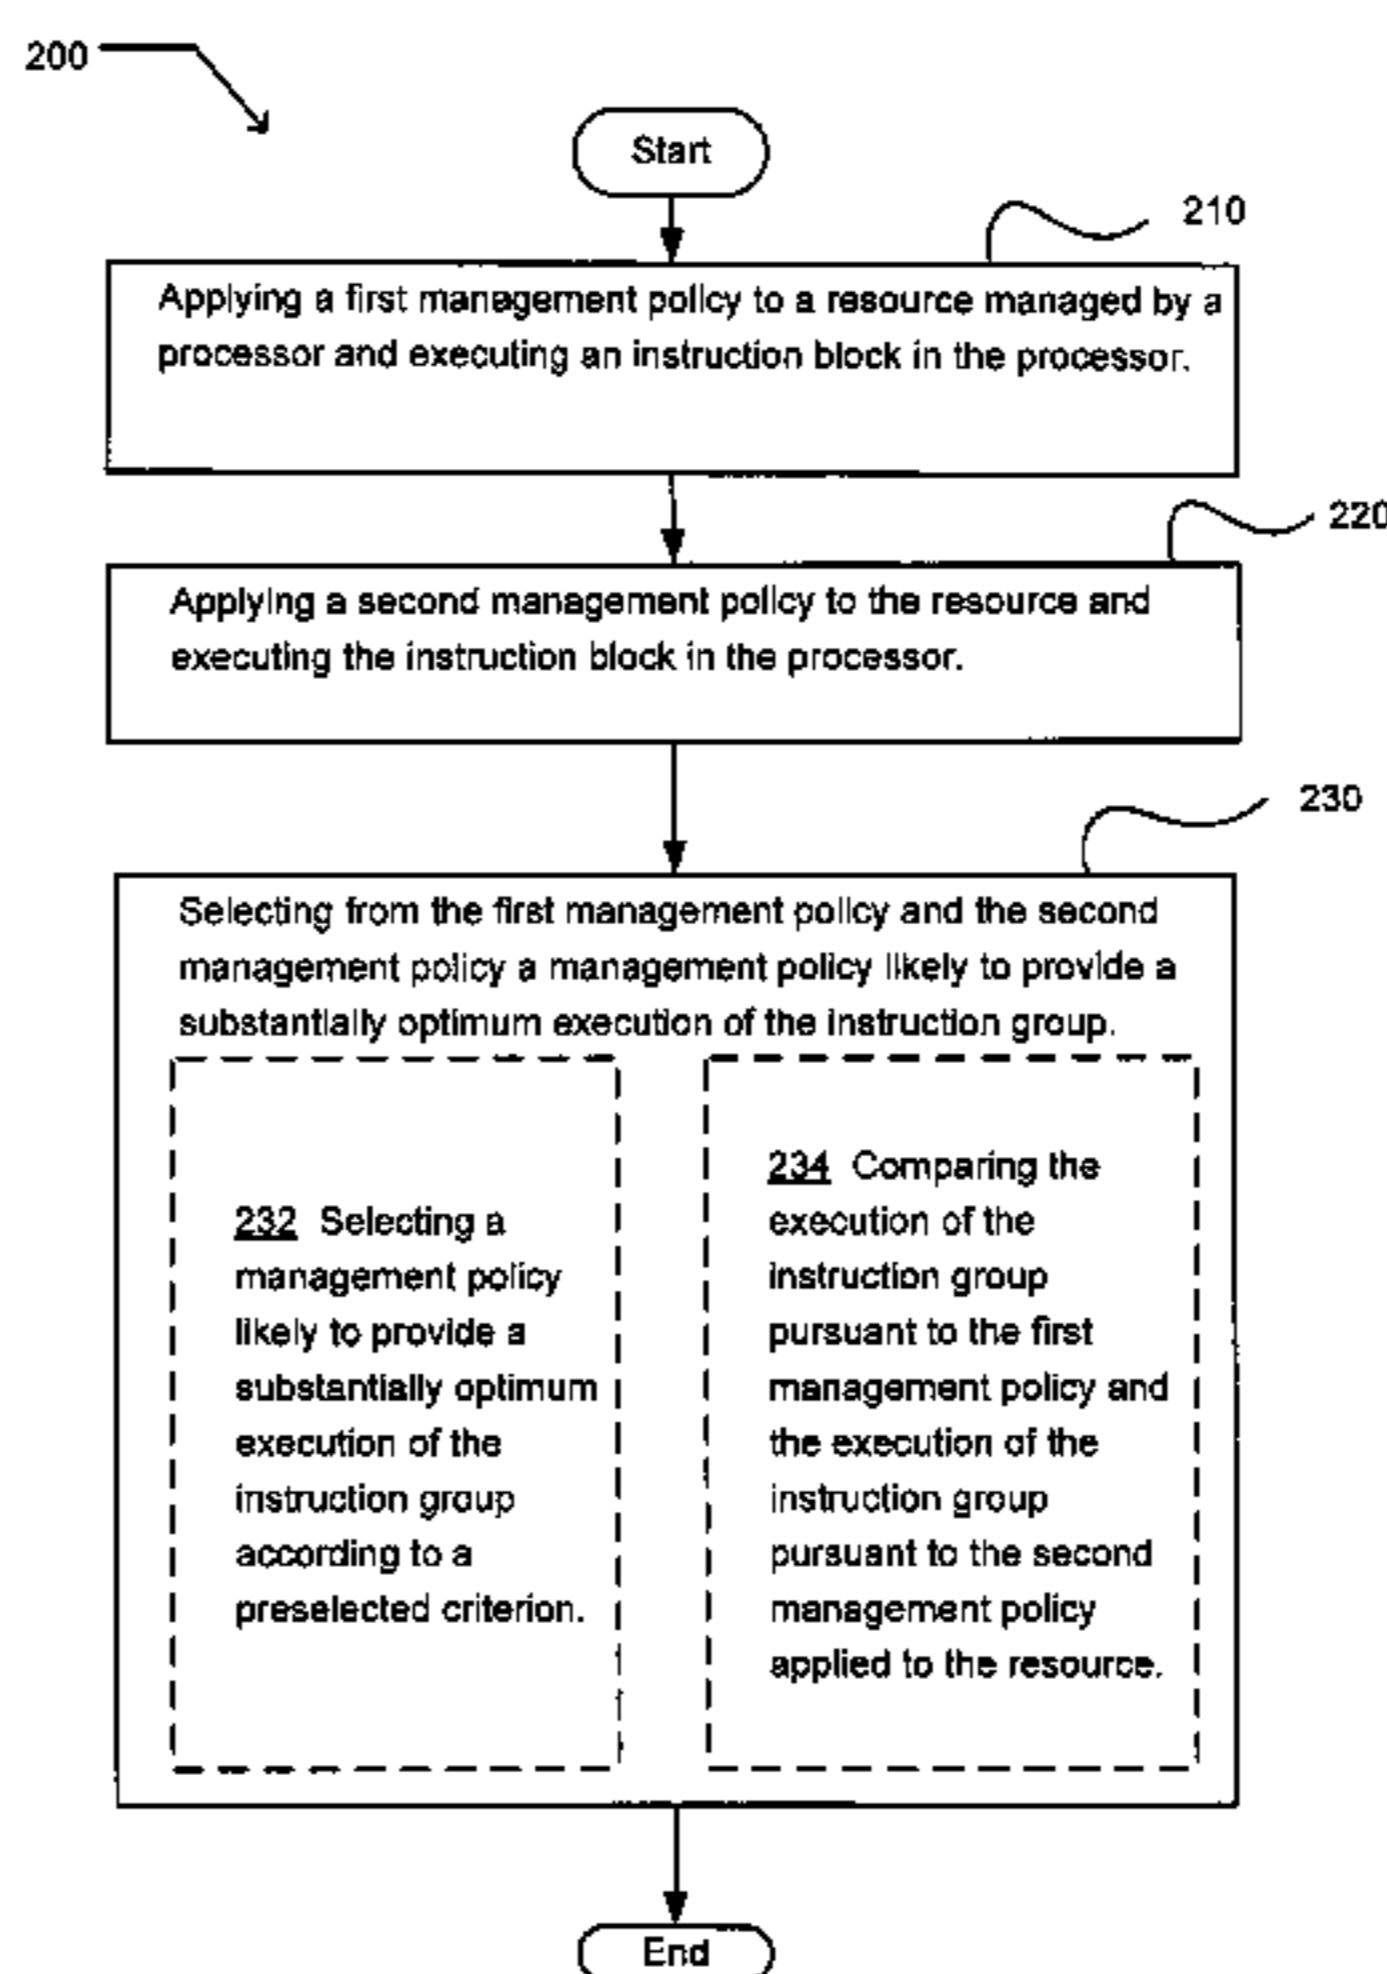 200
Start
210
Applying a first management policy to a resource managed by a
processor and executing an instruction block in the processor.
220
Applying a second management policy to the resource and
executing the instruction block in the processor.
230
Selecting from the first management policy and the second
management policy a management policy likely to provide a
substantially optimum execution of the instruction group.
232 Selecting a
management policy
likely to provide a
substantially optimum
execution of the
instruction group
according to a
preselected criterion.
234 Comparing the
execution of the
instruction group
pursuant to the first
management policy and
the execution of the
instruction group
pursuant to the second
management policy
applied to the resource.
End